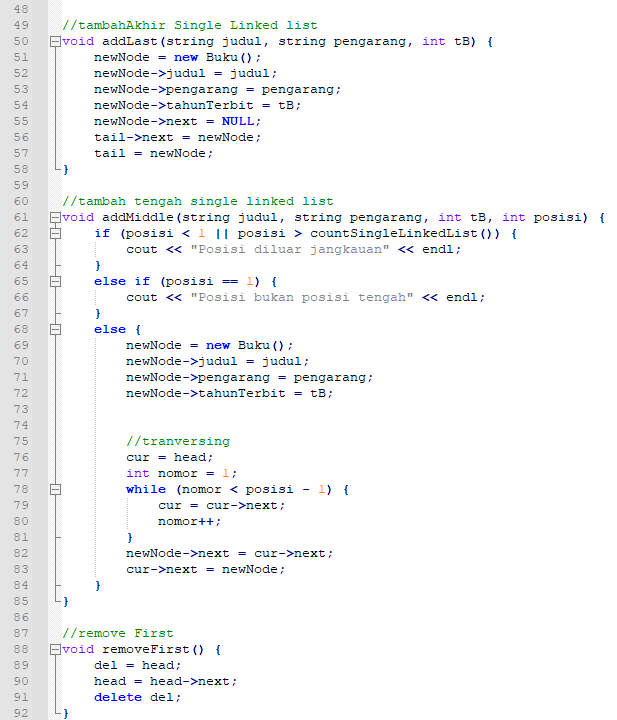 48
49 //tambahAkhir Single Linked list
50 void addLast(string judul, string pengarang, int tB) {
51     newNode = new Buku();
52     newNode->judul = judul;
53     newNode->pengarang = pengarang;
54     newNode->tahunTerbit = tB;
55     newNode->next = NULL;
56     tail->next = newNode;
57     tail = newNode;
58 }
59
60 //tambah tengah single linked list
61 void addMiddle(string judul, string pengarang, int tB, int posisi) {
62     if (posisi < 1 || posisi > countSingleLinkedList()) {
63         cout << "Posisi diluar jangkauan" << endl;
64     }
65     else if (posisi == 1) {
66         cout << "Posisi bukan posisi tengah" << endl;
67     }
68     else {
69         newNode = new Buku();
70         newNode->judul = judul;
71         newNode->pengarang = pengarang;
72         newNode->tahunTerbit = tB;
73
74
75         //tranversing
76         cur = head;
77         int nomor = 1;
78         while (nomor < posisi - 1) {
79             cur = cur->next;
80             nomor++;
81         }
82         newNode->next = cur->next;
83         cur->next = newNode;
84     }
85 }
86
87 //remove First
88 void removeFirst() {
89     del = head;
90     head = head->next;
91     delete del;
92 }